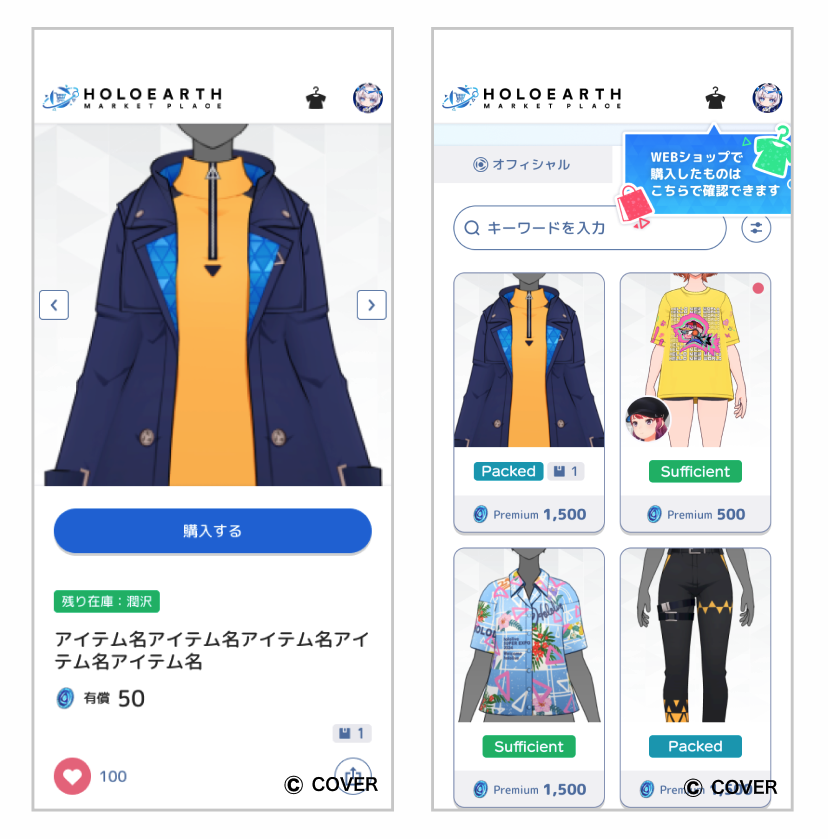 HOLOEARTH
MARKET PLACE
購入する
残り在庫：潤沢
アイテム名アイテム名アイテム名アイ
テム名アイテム名
有償 50
1
100
© COVER
HOLOEARTH
MARKET PLACE
オフィシャル
WEBショップで
購入したものは
こちらで確認できます
キーワードを入力
Packed 1
Sufficient
Premium 1,500
Premium 500
Sufficient
Packed
Premium 1,500
Premium 1,500
© COVER